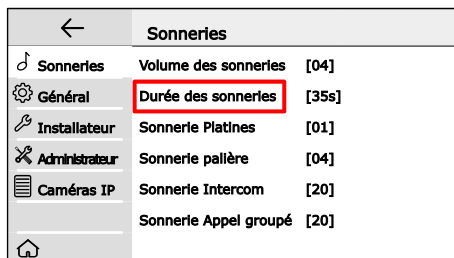 Sonneries
Sonneries
Général
Installateur
Administrateur
Caméras IP
Volume des sonneries [04]
Durée des sonneries [35s]
Sonnerie Platines [01]
Sonnerie palière [04]
Sonnerie Intercom [20]
Sonnerie Appel groupé [20]